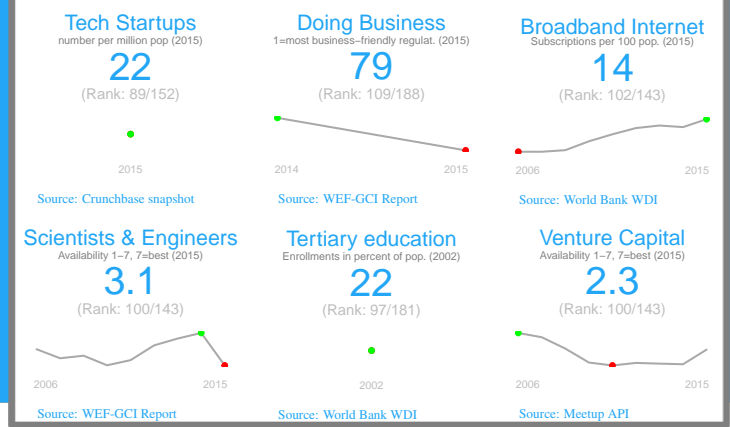 Tech Startups
number per million pop (2015)
22
(Rank: 89/152)
2015
Source: Crunchbase snapshot
Doing Business
1=most business−friendly regulat. (2015)
79
(Rank: 109/188)
2014 2015
Source: WEF-GCI Report
Broadband Internet
Subscriptions per 100 pop. (2015)
14
(Rank: 102/143)
2006 2015
Source: World Bank WDI
Scientists & Engineers
Availability 1−7, 7=best (2015)
3.1
(Rank: 100/143)
2006 2015
Source: WEF-GCI Report
Tertiary education
Enrollments in percent of pop. (2002)
22
(Rank: 97/181)
2002
Source: World Bank WDI
Venture Capital
Availability 1−7, 7=best (2015)
2.3
(Rank: 100/143)
2006 2015
Source: Meetup API